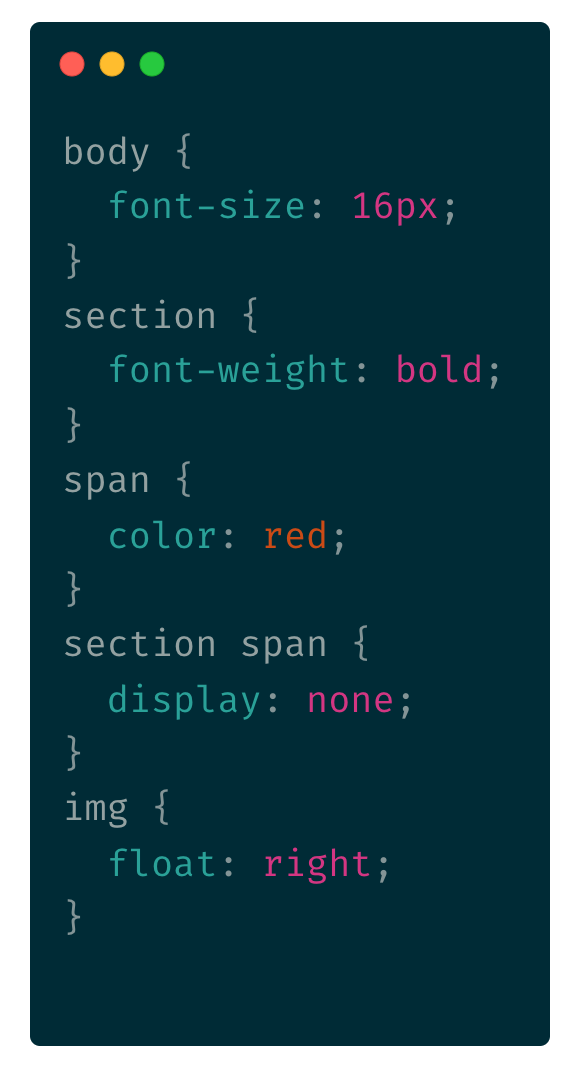 body {
  font-size: 16px;
}
section {
  font-weight: bold;
}
span {
  color: red;
}
section span {
  display: none;
}
img {
  float: right;
}